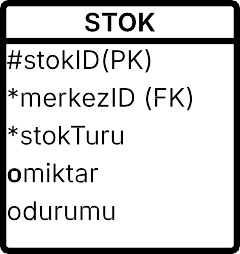 STOK
#stokID(PK)
*merkezID (FK)
*stokTuru
omiktar
odurumu